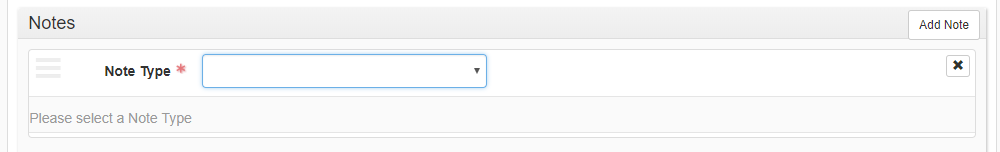 Notes
Add Note
Note Type *
Please select a Note Type